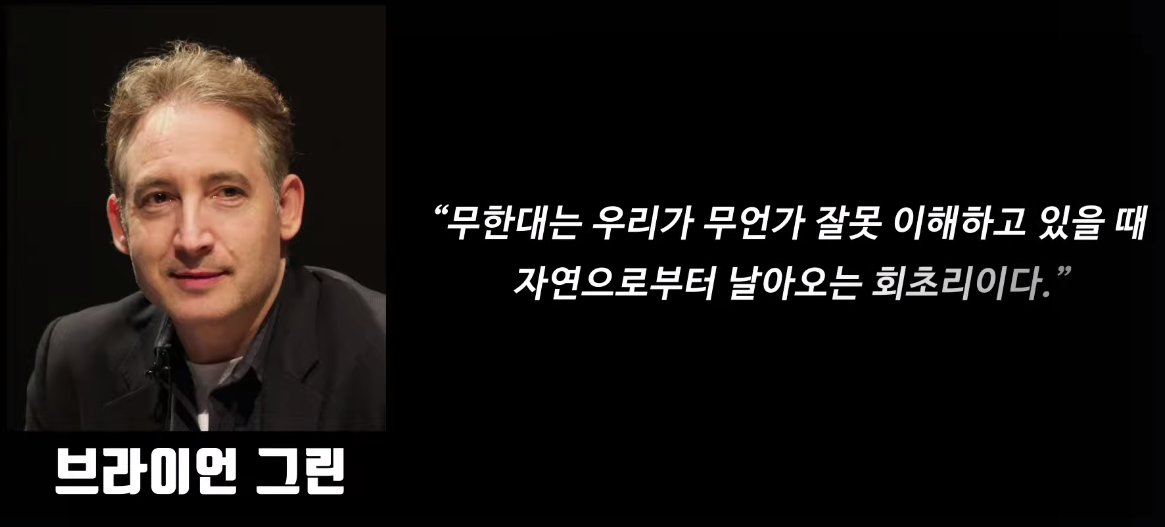 “무한대는 우리가 무언가 잘못 이해하고 있을 때
자연으로부터 날아오는 회초리이다.”
브라이언 그린